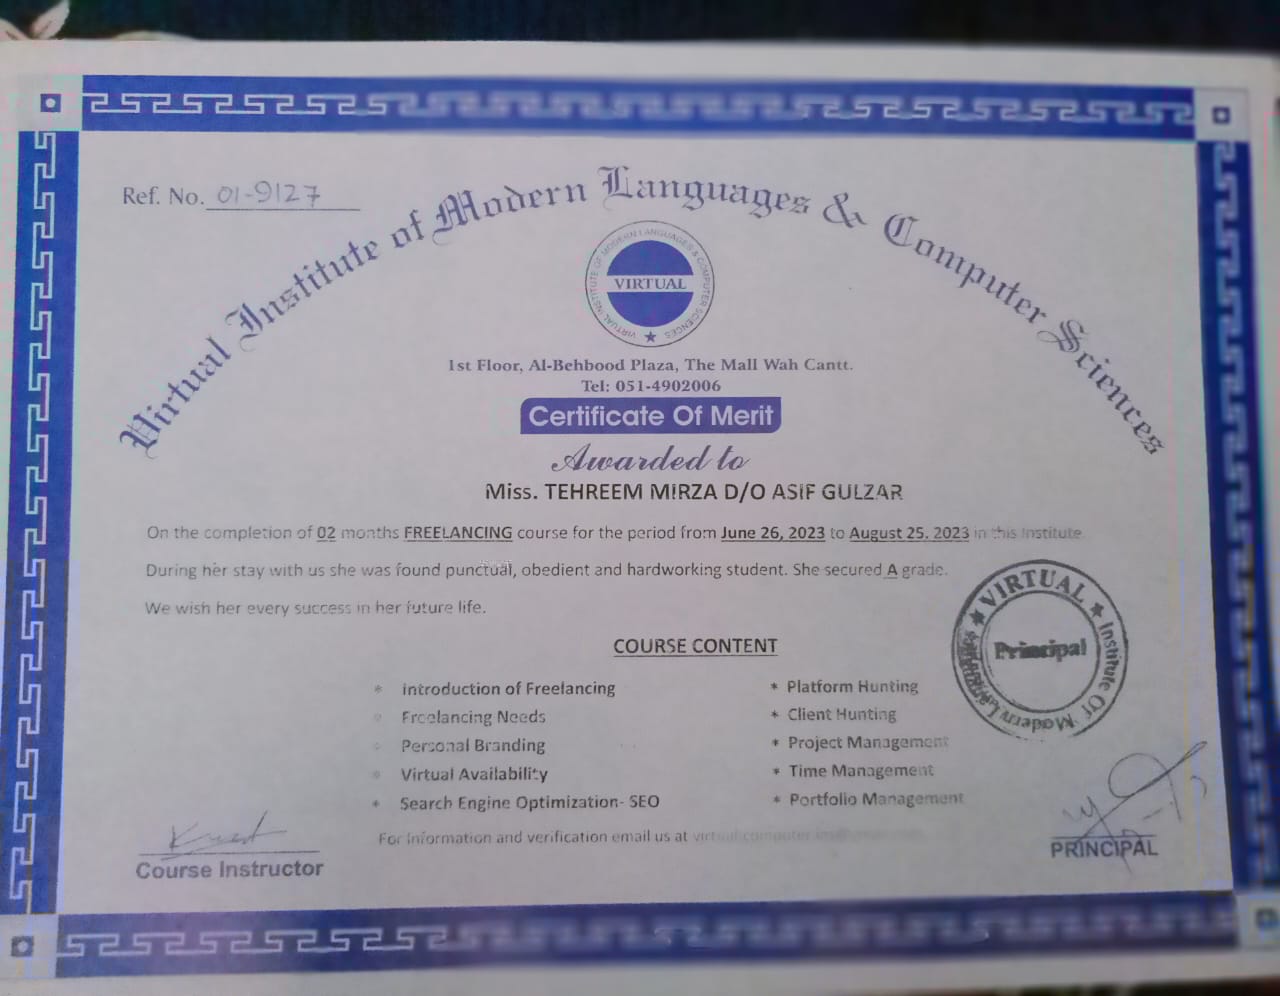 Ref. No. 01-9127
Virtual Institute of Modern Languages & Computer Sciences
VIRTUAL INSTITUTE OF MODERN LANGUAGES & COMPUTER SCIENCES
VIRTUAL
1st Floor, Al-Behbood Plaza, The Mall Wah Cantt.
Tel: 051-4902006
Certificate Of Merit
Awarded to
Miss. TEHREEM MIRZA D/O ASIF GULZAR
On the completion of 02 months FREELANCING course for the period from June 26, 2023 to August 25. 2023 in this Institute.
During her stay with us she was found punctual, obedient and hardworking student. She secured A grade.
We wish her every success in her future life.
VIRTUAL Institute Of Modern
Principal
COURSE CONTENT
* Introduction of Freelancing
* Freelancing Needs
* Personal Branding
* Virtual Availability
* Search Engine Optimization- SEO
* Platform Hunting
* Client Hunting
* Project Management
* Time Management
* Portfolio Management
For Information and verification email us at
Course Instructor
PRINCIPAL